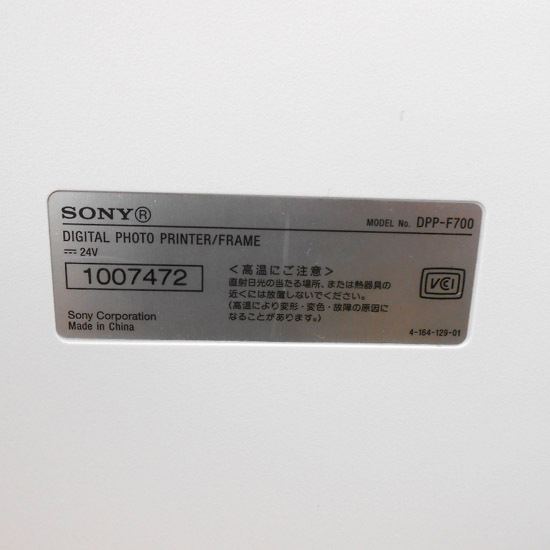 SONY®
MODEL No. DPP-F700
DIGITAL PHOTO PRINTER/FRAME
⎓ 24V
1007472
Sony Corporation
Made in China
＜高温にご注意＞
直射日光の当たる場所、または熱器具の
近くには放置しないでください。
（高温により変形・変色・故障の原因に
なることがあります。）
VCI
4-164-129-01